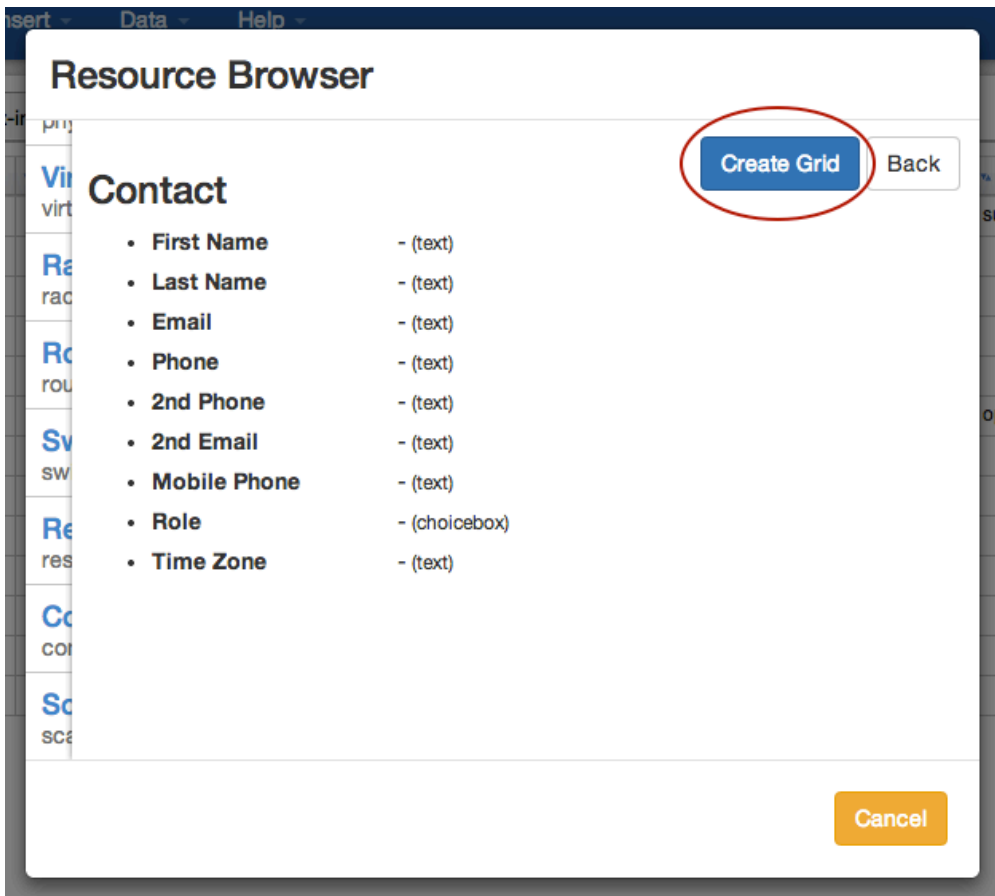 Data Help
Resource Browser
Create Grid Back
Contact
• First Name - (text)
• Last Name - (text)
• Email - (text)
• Phone - (text)
• 2nd Phone - (text)
• 2nd Email - (text)
• Mobile Phone - (text)
• Role - (choicebox)
• Time Zone - (text)
Cancel